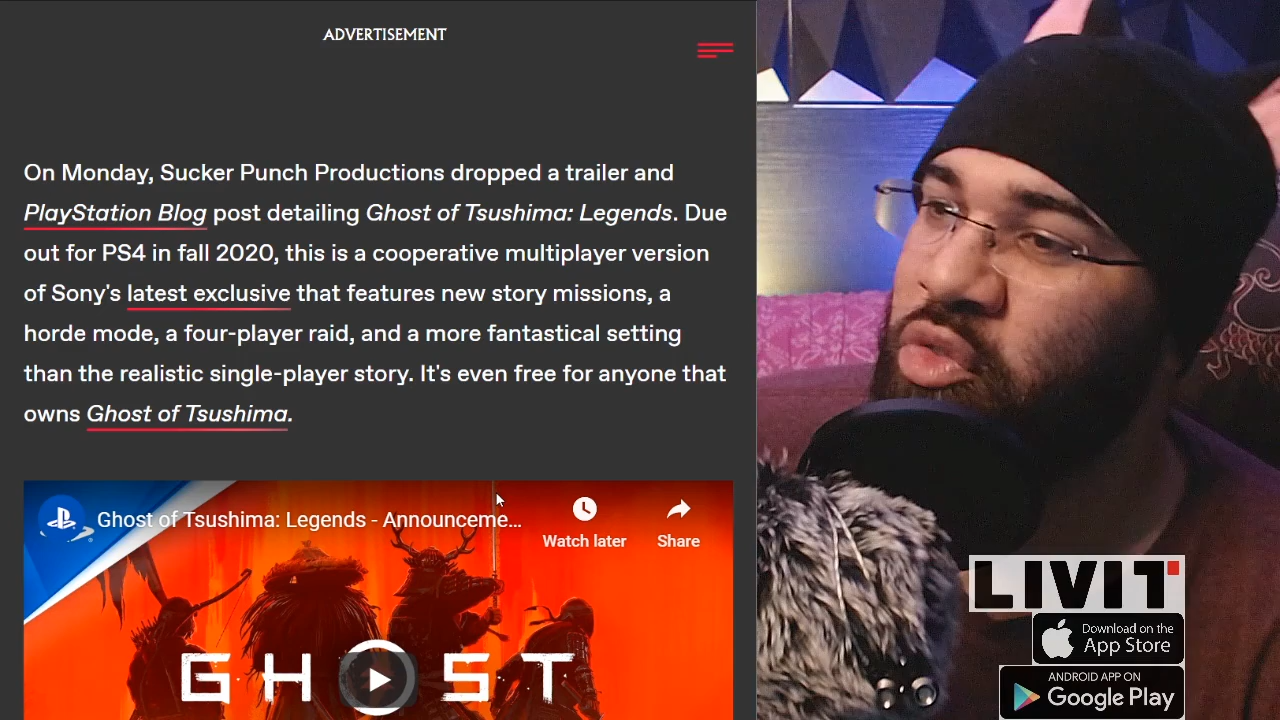 ADVERTISEMENT
On Monday, Sucker Punch Productions dropped a trailer and
PlayStation Blog post detailing Ghost of Tsushima: Legends. Due
out for PS4 in fall 2020, this is a cooperative multiplayer version
of Sony's latest exclusive that features new story missions, a
horde mode, a four-player raid, and a more fantastical setting
than the realistic single-player story. It's even free for anyone that
owns Ghost of Tsushima.
Ghost of Tsushima: Legends - Announceme...
Watch later
Share
GHOST
LIVIT
Download on the
App Store
ANDROID APP ON
Google Play